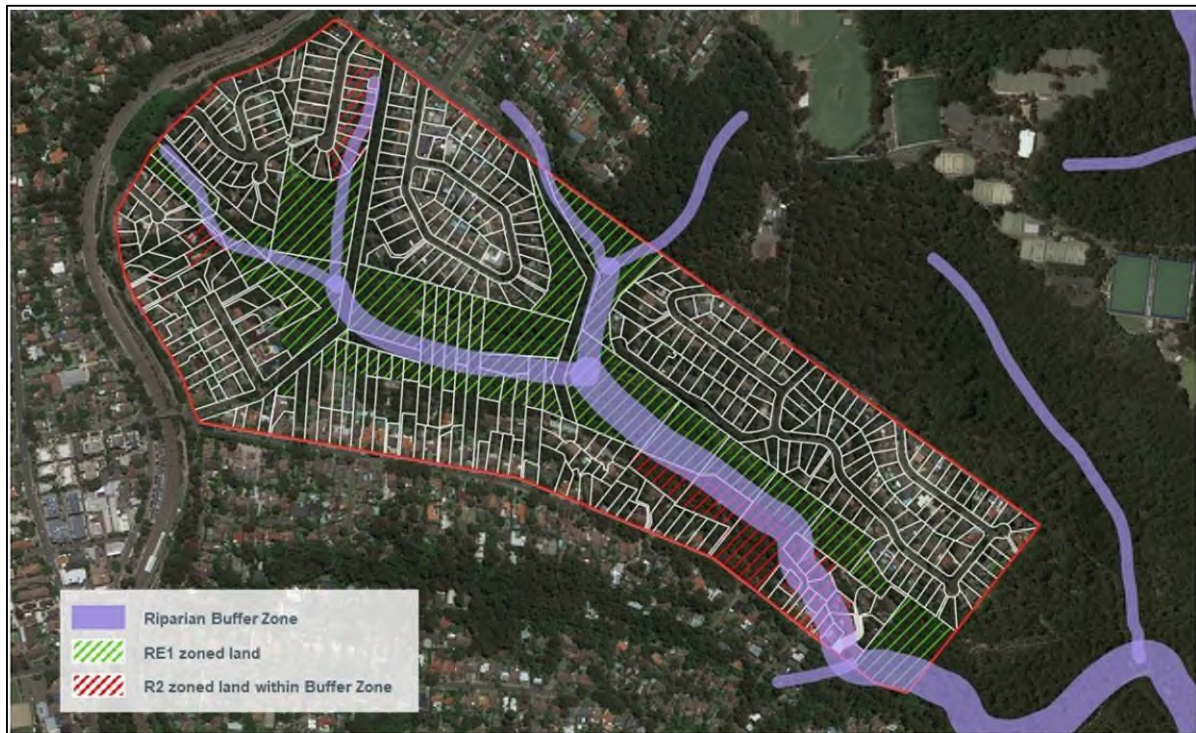 Riparian Buffer Zone
RE1 zoned land
R2 zoned land within Buffer Zone